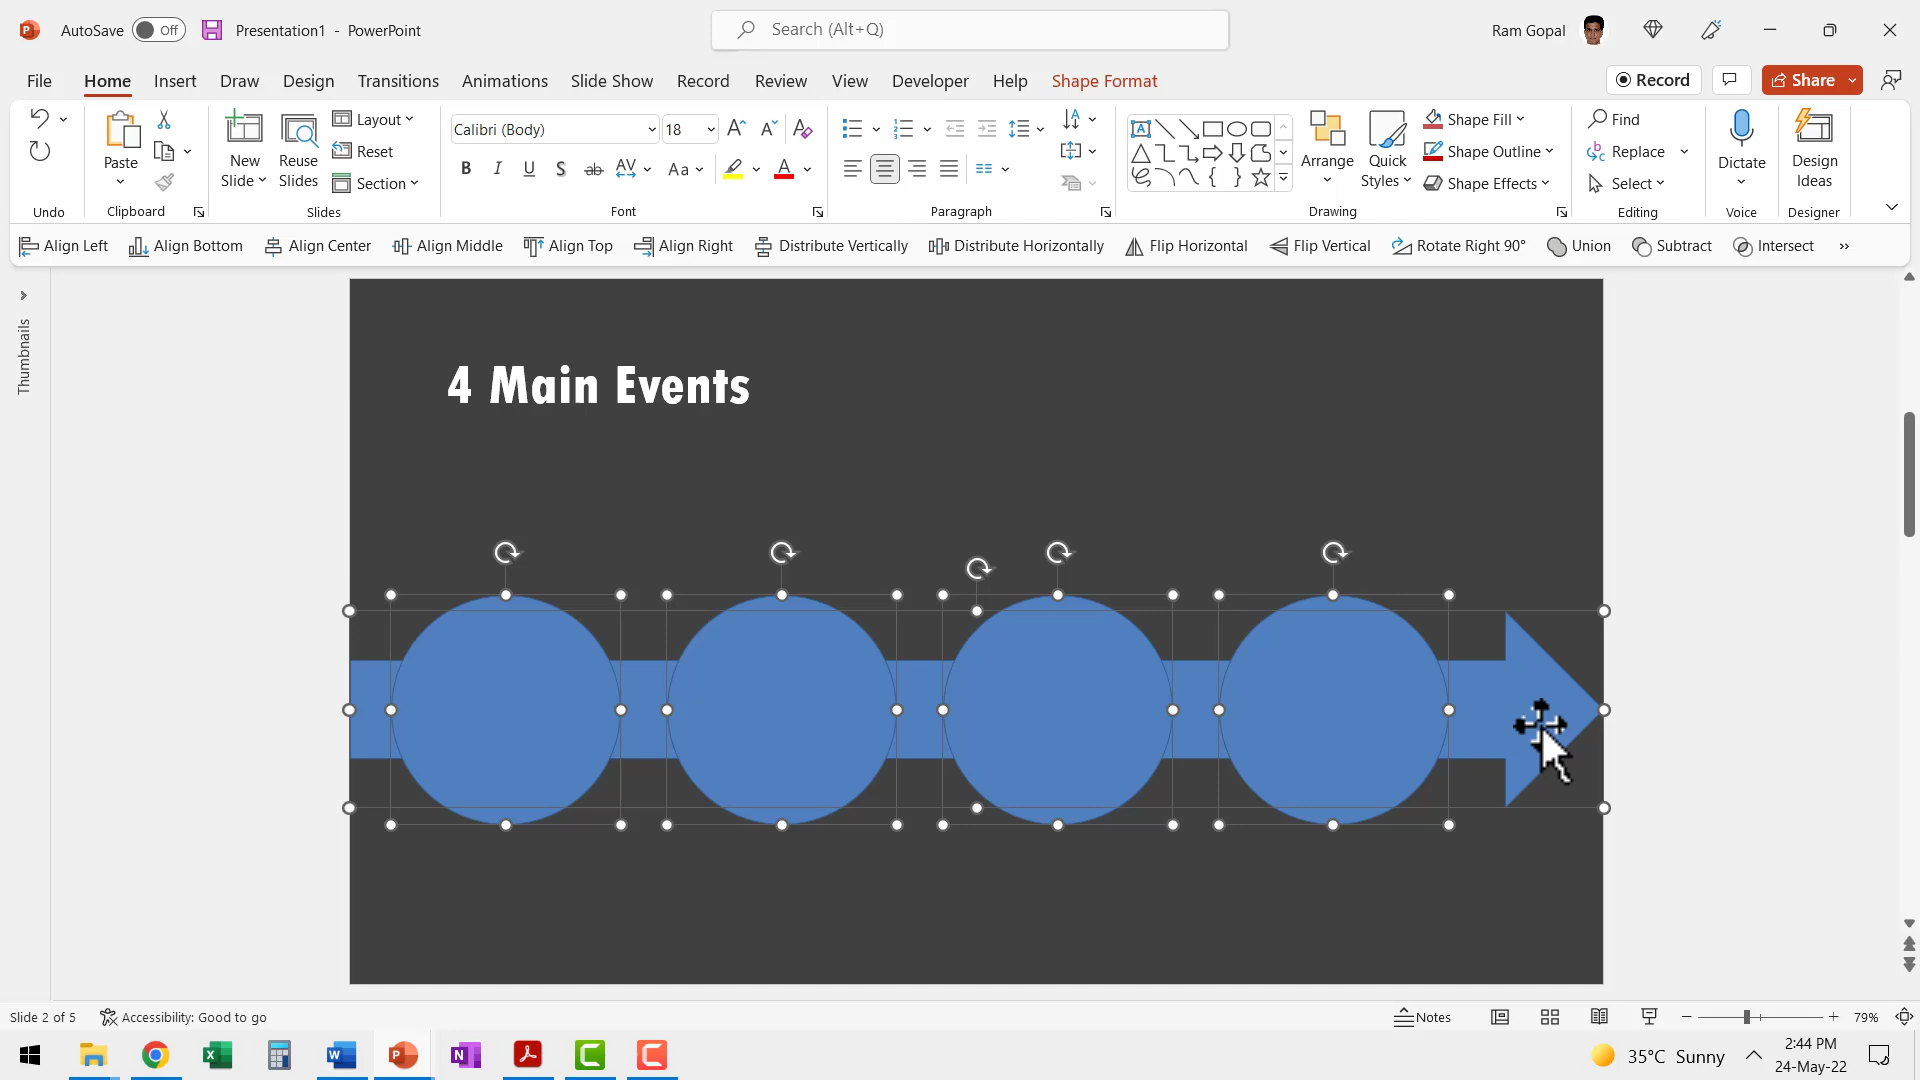 AutoSave Off Presentation1 - PowerPoint Search (Alt+Q) Ram Gopal
File Home Insert Draw Design Transitions Animations Slide Show Record Review View Developer Help Shape Format Record Share
Paste
New Slide
Reuse Slides
Layout
Reset
Section
Calibri (Body) 18
B I U S ab AV Aa A
Arrange
Quick Styles
Shape Fill
Shape Outline
Shape Effects
Find
Replace
Select
Dictate
Design Ideas
Undo Clipboard Slides Font Paragraph Drawing Editing Voice Designer
Align Left Align Bottom Align Center Align Middle Align Top Align Right Distribute Vertically Distribute Horizontally Flip Horizontal Flip Vertical Rotate Right 90° Union Subtract Intersect
Thumbnails
4 Main Events
Slide 2 of 5 Accessibility: Good to go Notes 79%
35°C Sunny
2:44 PM
24-May-22